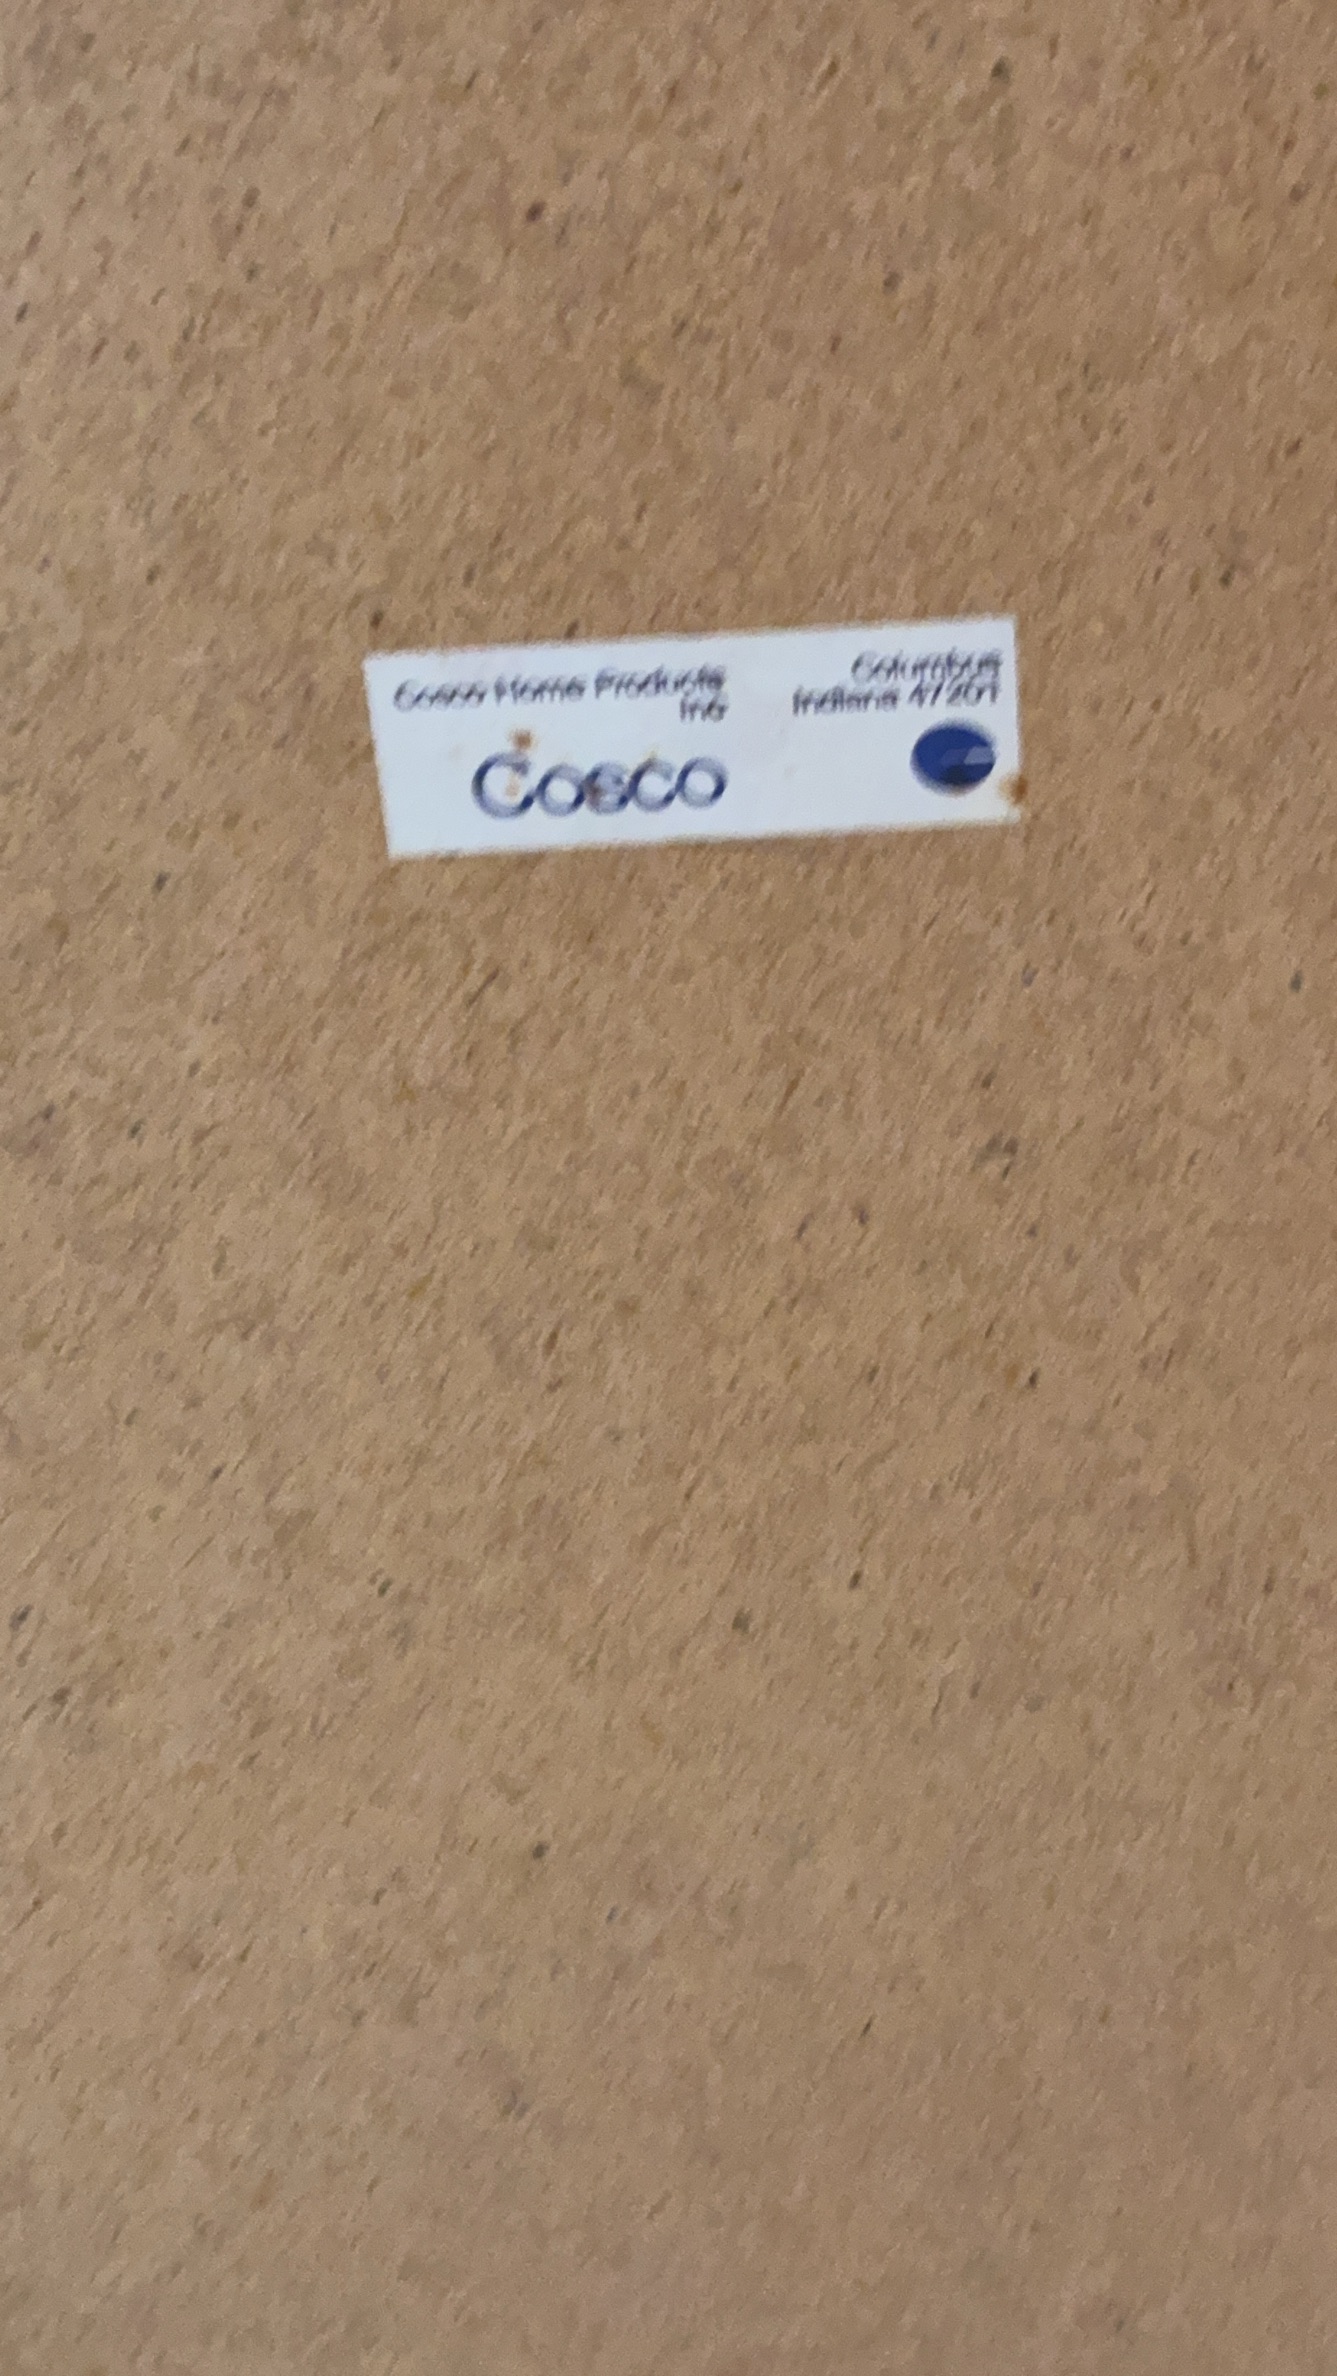 Cosco Home Products
Inc
Columbus
Indiana 47201
Cosco